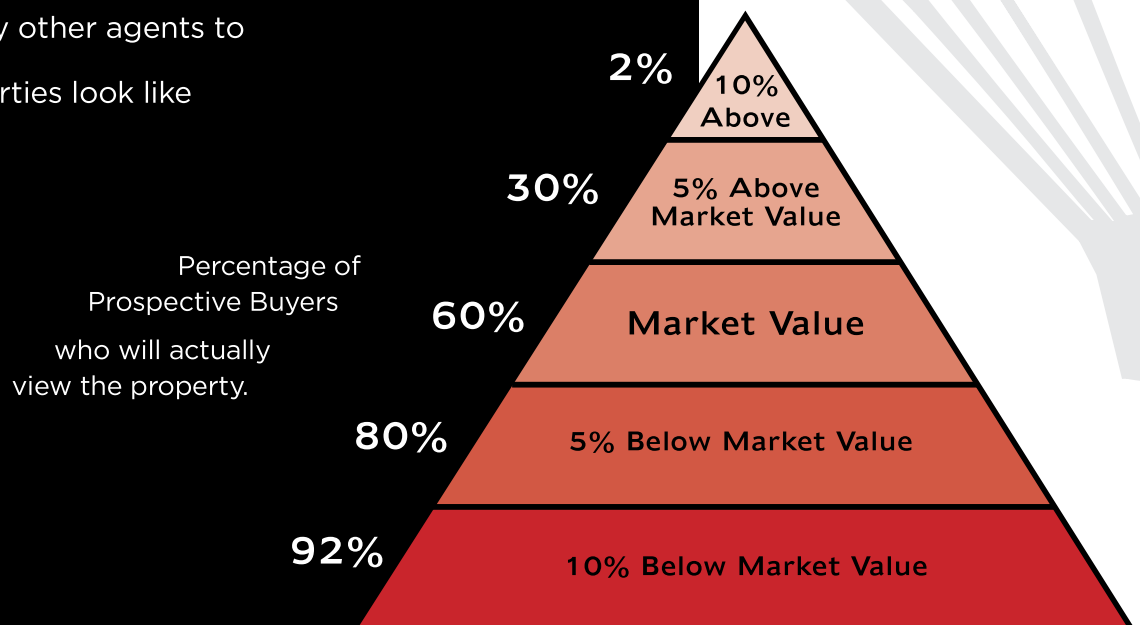 y other agents to
rties look like
2%
10%
Above
30%
5% Above
Market Value
Percentage of
Prospective Buyers
who will actually
view the property.
60%
Market Value
80%
5% Below Market Value
92%
10% Below Market Value